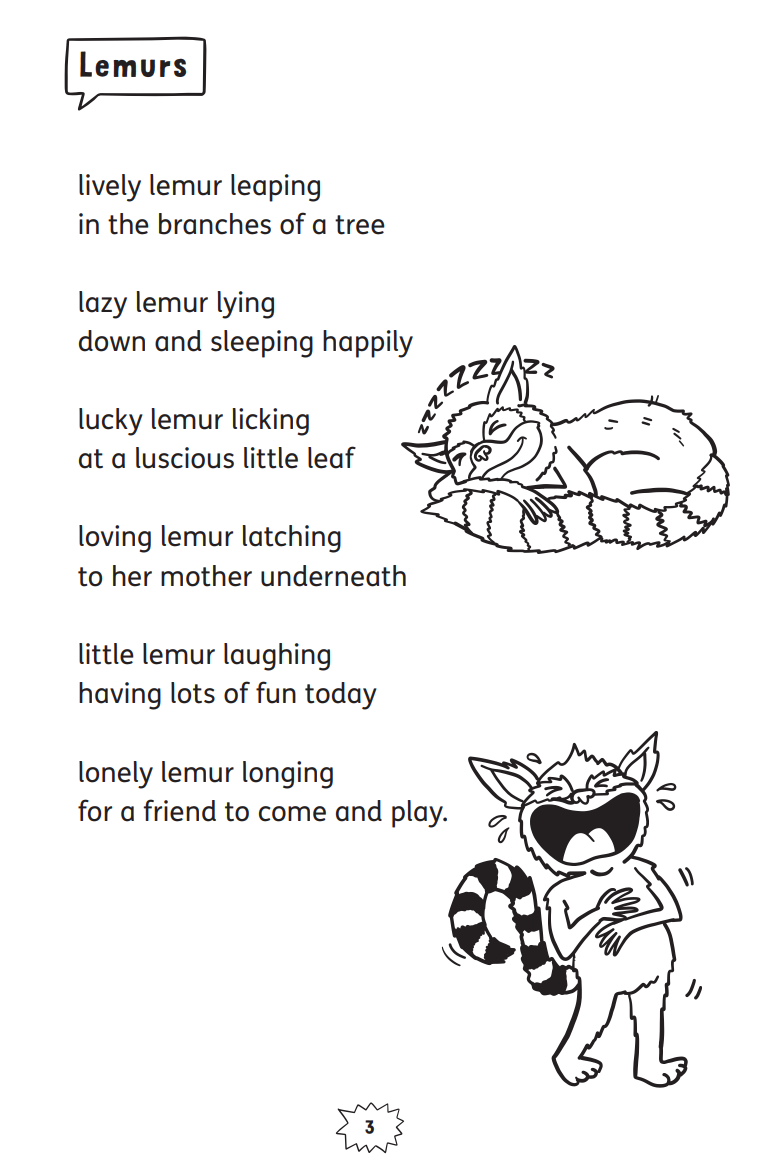 Lemurs
lively lemur leaping
in the branches of a tree
lazy lemur lying
down and sleeping happily
lucky lemur licking
at a luscious little leaf
loving lemur latching
to her mother underneath
little lemur laughing
having lots of fun today
lonely lemur longing
for a friend to come and play.
zzzzzzzzzz
3